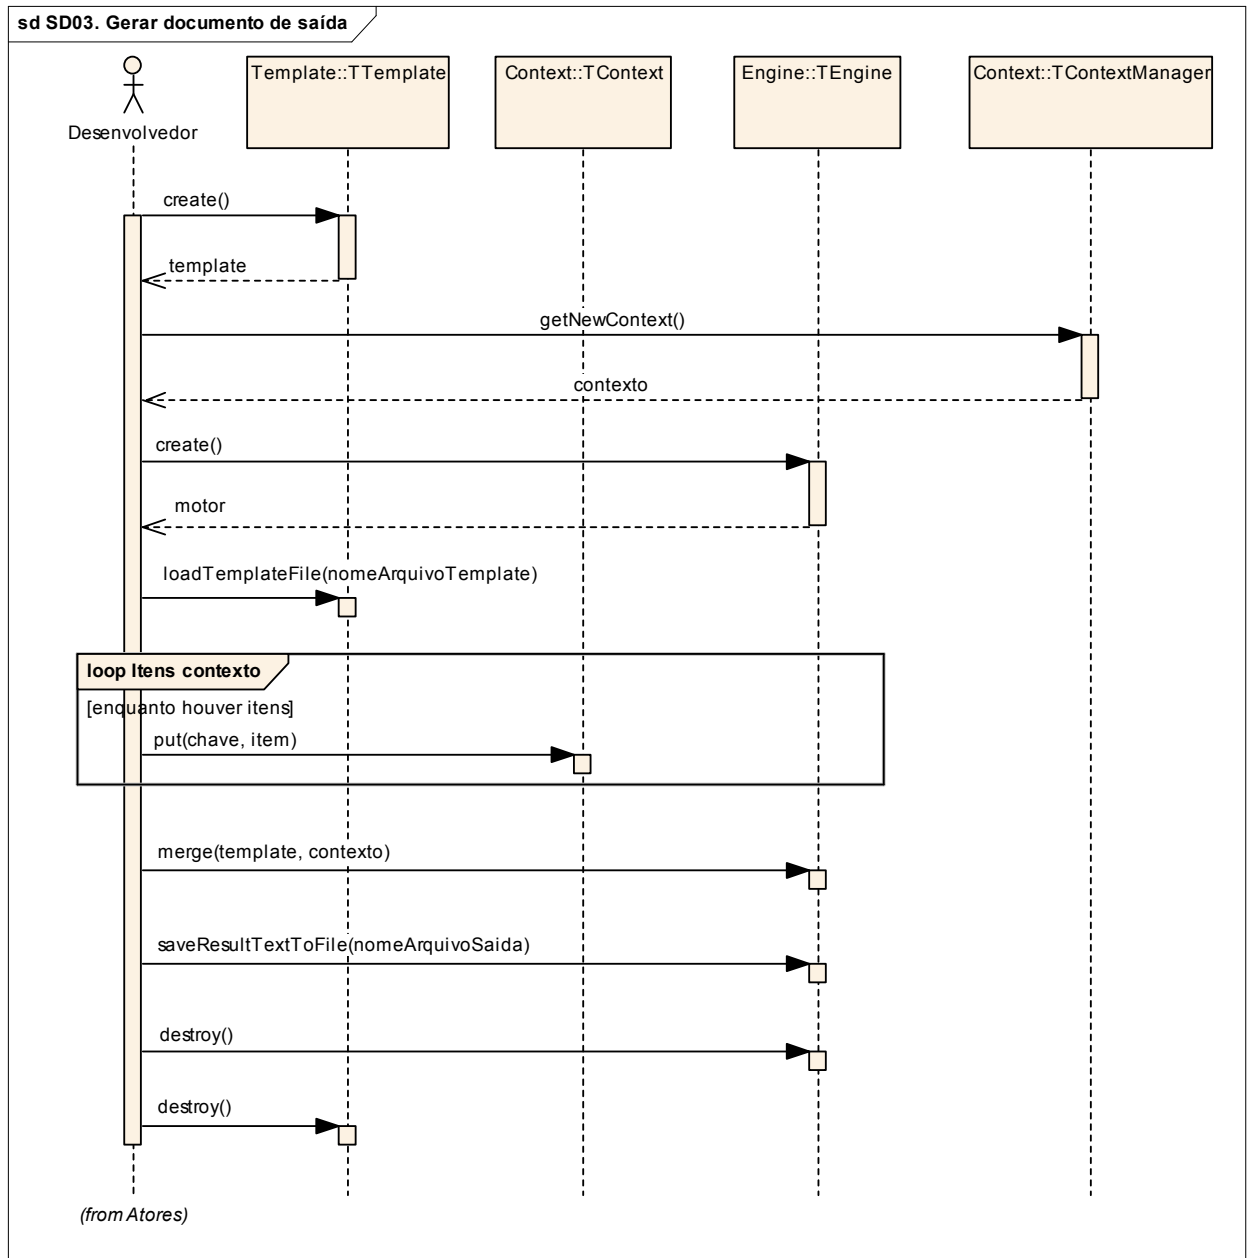 sd SD03. Gerar documento de saída
Desenvolvedor
Template::TTemplate
Context::TContext
Engine::TEngine
Context::TContextManager
create()
template
getNewContext()
contexto
create()
motor
loadTemplateFile(nomeArquivoTemplate)
loop Itens contexto
[enquanto houver itens]
put(chave, item)
merge(template, contexto)
saveResultTextToFile(nomeArquivoSaida)
destroy()
destroy()
(from Atores)